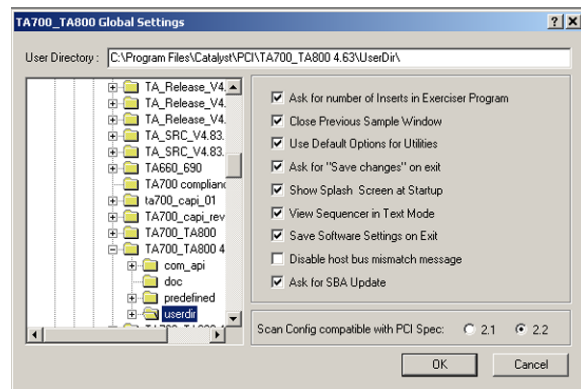 TA700_TA800 Global Settings
User Directory : C:\Program Files\Catalyst\PCI\TA700_TA800 4.63\UserDir\
TA_Release_V4.
TA_Release_V4.
TA_Release_V4.
TA_SRC_V4.83.
TA_SRC_V4.83.
TA660_690
TA700 complianc
ta700_capi_01
TA700_capi_rev
TA700_TA800
TA700_TA800 4
com_api
doc
predefined
userdir
Ask for number of Inserts in Exerciser Program
Close Previous Sample Window
Use Default Options for Utilities
Ask for "Save changes" on exit
Show Splash Screen at Startup
View Sequencer in Text Mode
Save Software Settings on Exit
Disable host bus mismatch message
Ask for SBA Update
Scan Config compatible with PCI Spec: 2.1 2.2
OK Cancel